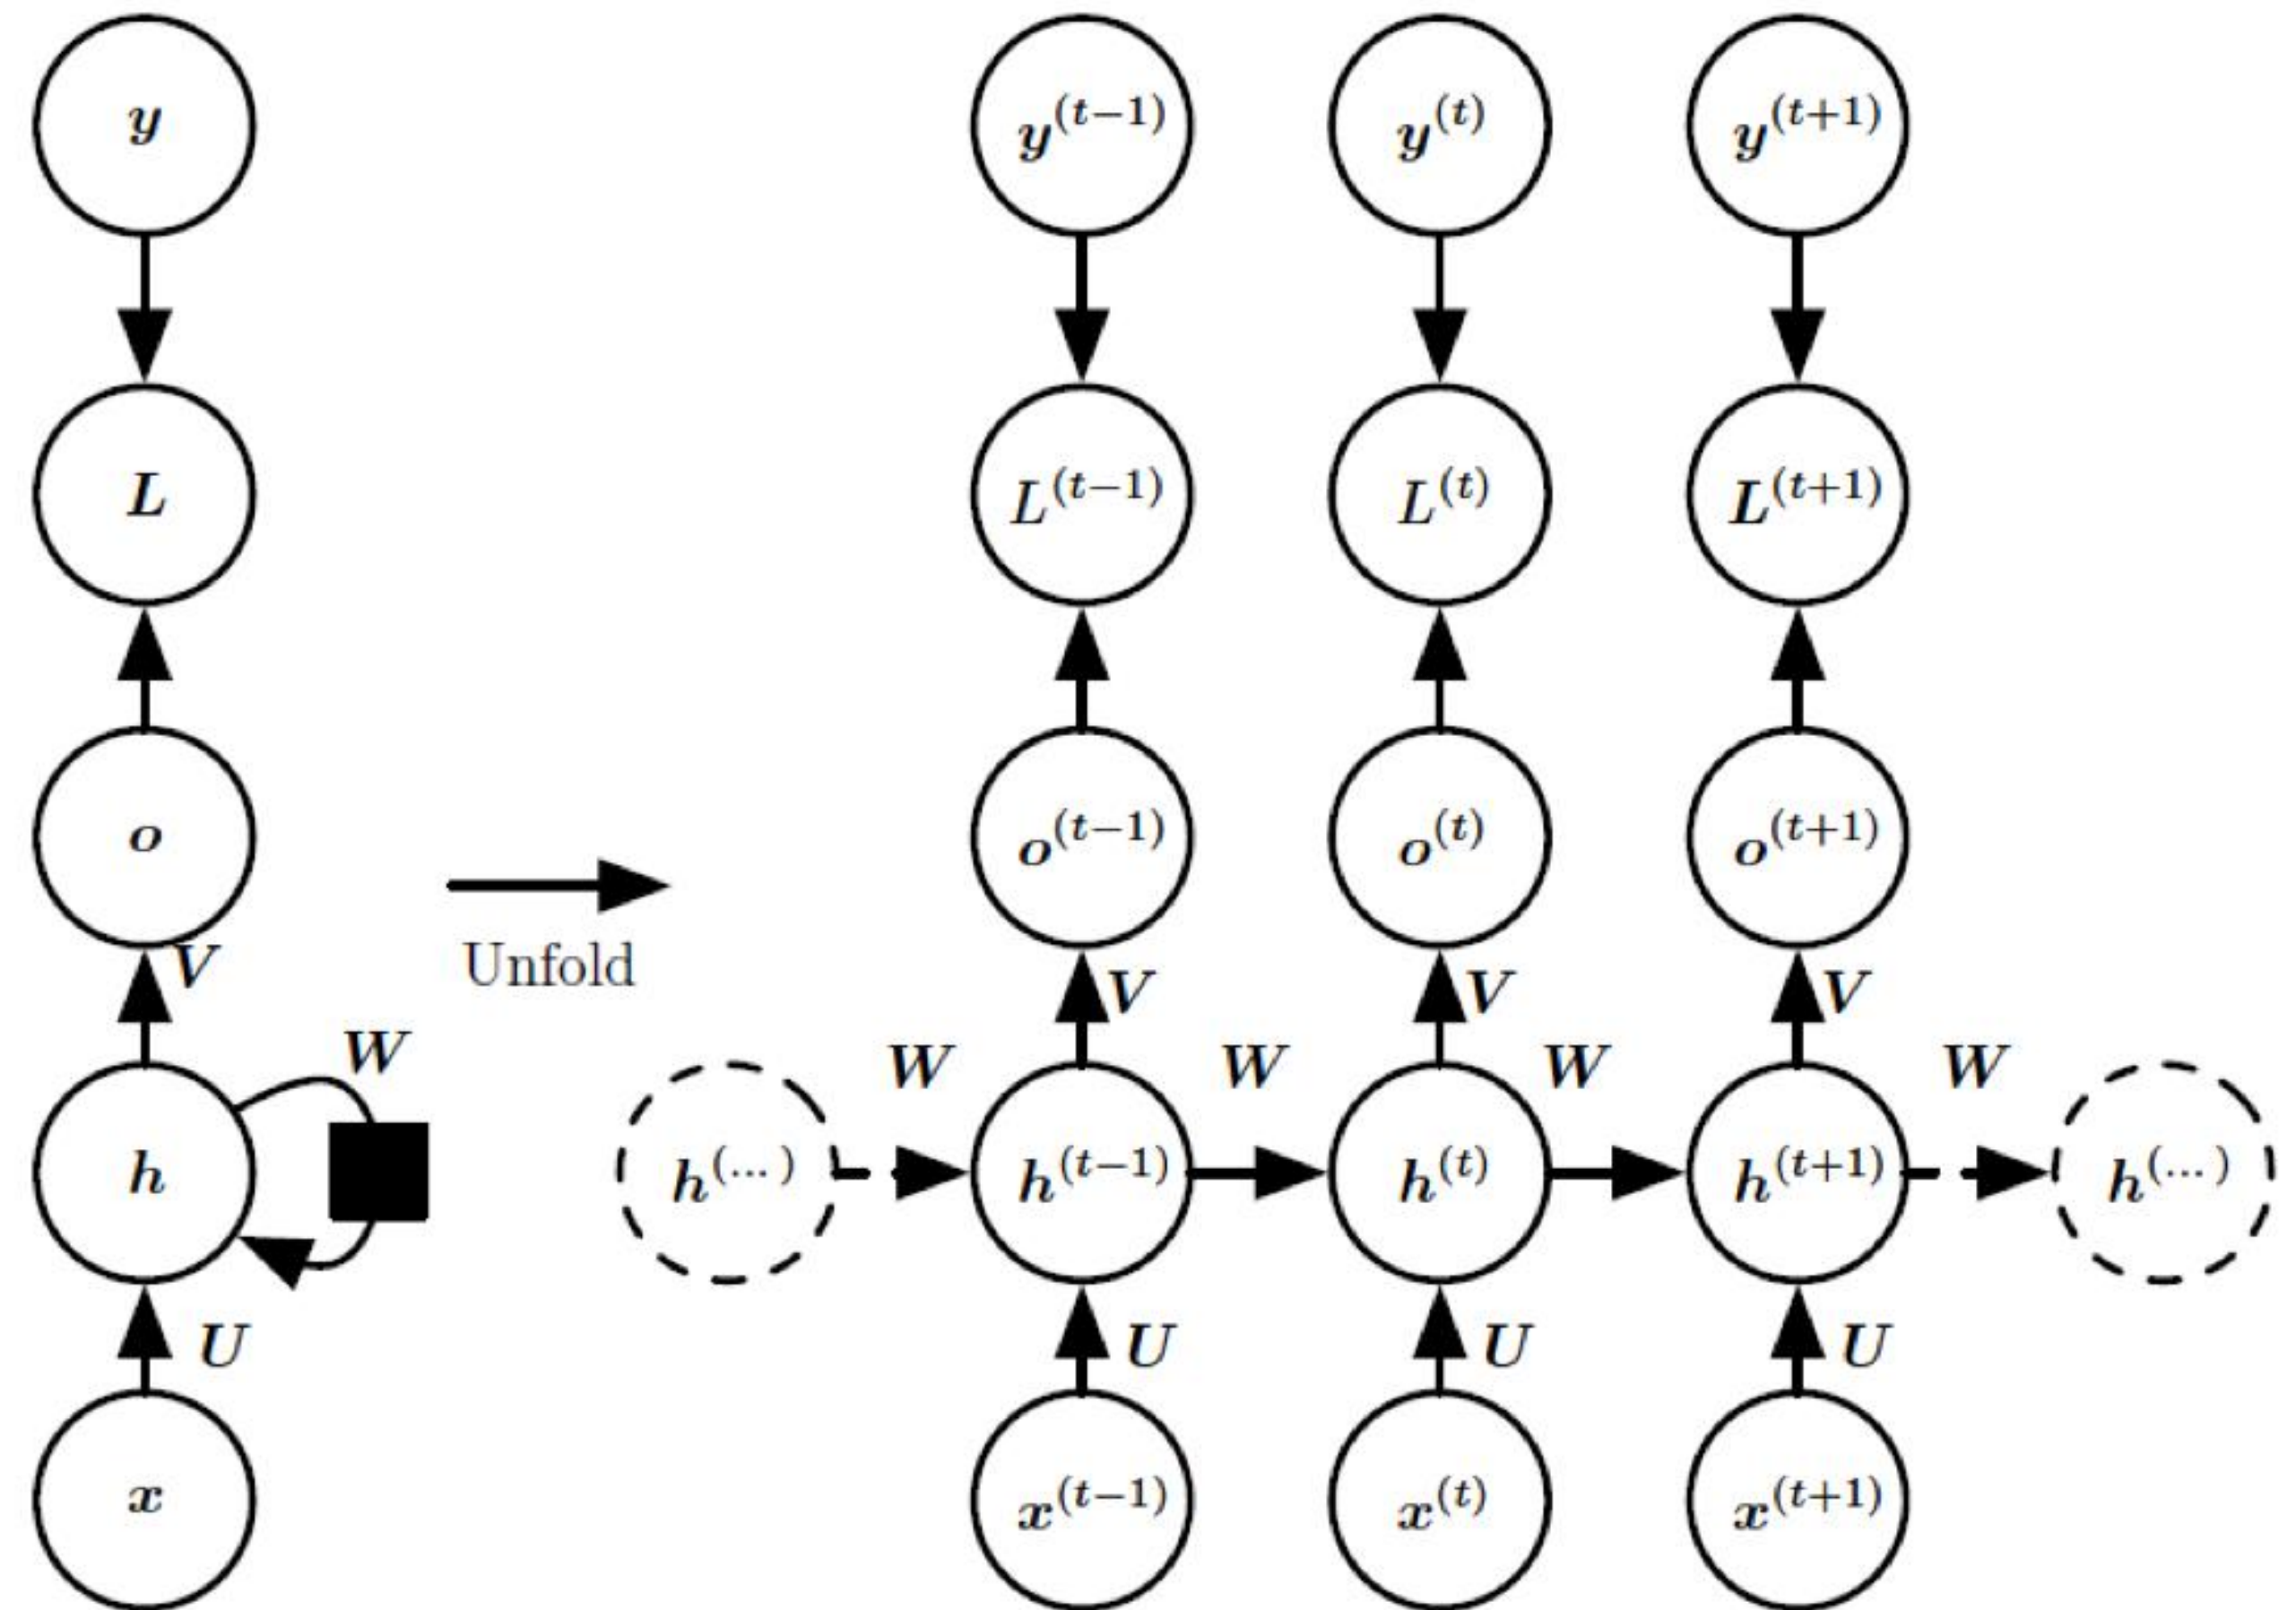 y y^(t−1) y^(t) y^(t+1)
L L^(t−1) L^(t) L^(t+1)
o o^(t−1) o^(t) o^(t+1)
V Unfold V V V
W W W W W
h h^(...) h^(t−1) h^(t) h^(t+1) h^(...)
U U U U
x x^(t−1) x^(t) x^(t+1)